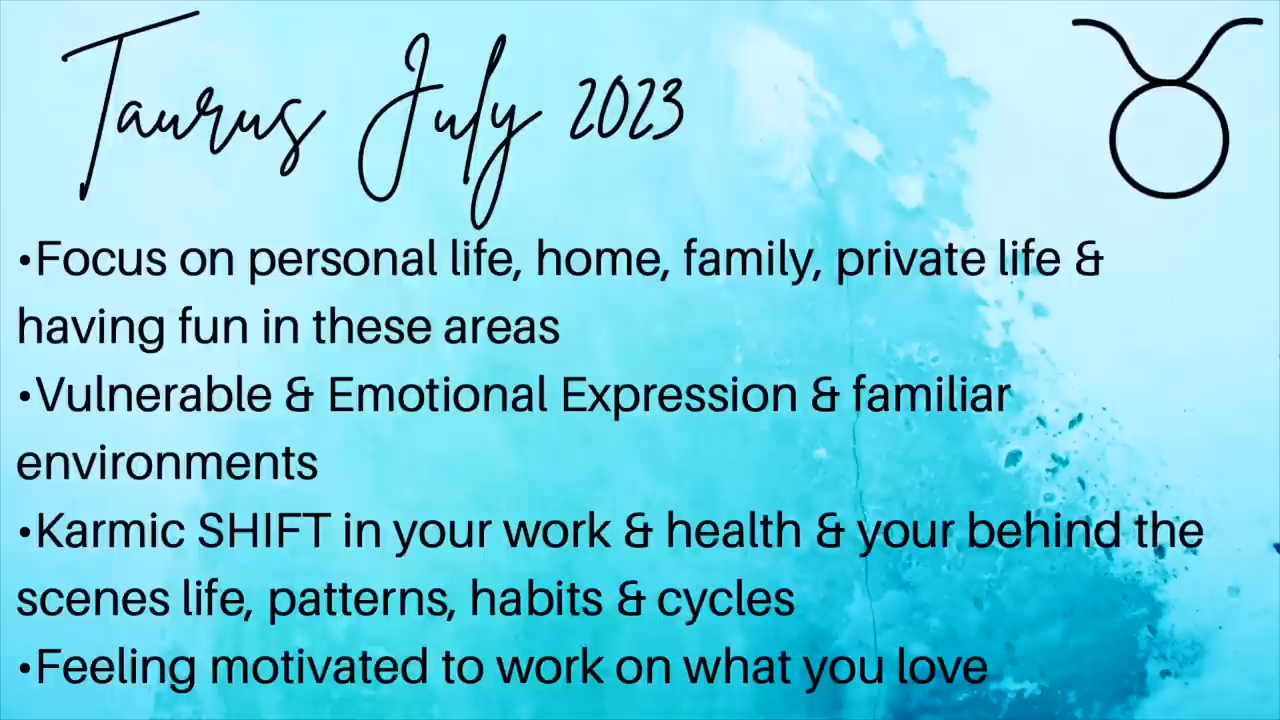 Taurus July 2023
•Focus on personal life, home, family, private life &
having fun in these areas
•Vulnerable & Emotional Expression & familiar
environments
•Karmic SHIFT in your work & health & your behind the
scenes life, patterns, habits & cycles
•Feeling motivated to work on what you love